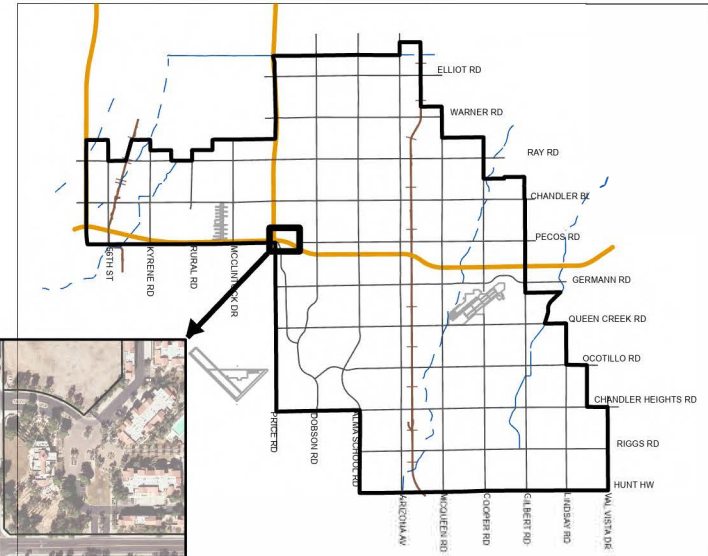 ELLIOT RD
WARNER RD
RAY RD
CHANDLER BL
PECOS RD
GERMANN RD
QUEEN CREEK RD
OCOTILLO RD
CHANDLER HEIGHTS RD
RIGGS RD
HUNT HW
56TH ST
KYRENE RD
RURAL RD
MCCLINTOCK DR
PRICE RD
DOBSON RD
ALMA SCHOOL RD
ARIZONA AV
MCQUEEN RD
COOPER RD
GILBERT RD
LINDSAY RD
VAL VISTA DR